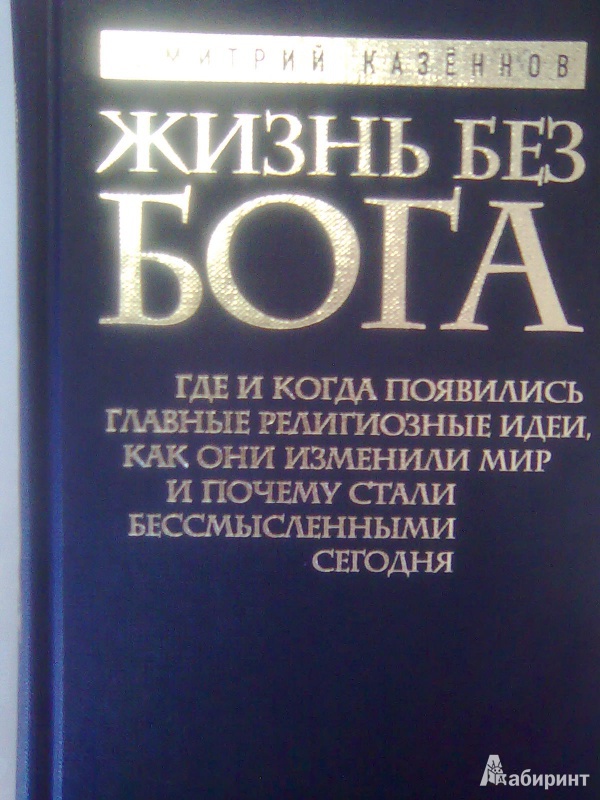 ДМИТРИЙ КАЗЁННОВ
ЖИЗНЬ БЕЗ
БОГА
ГДЕ И КОГДА ПОЯВИЛИСЬ
ГЛАВНЫЕ РЕЛИГИОЗНЫЕ ИДЕИ,
КАК ОНИ ИЗМЕНИЛИ МИР
И ПОЧЕМУ СТАЛИ
БЕССМЫСЛЕННЫМИ
СЕГОДНЯ
Лабиринт